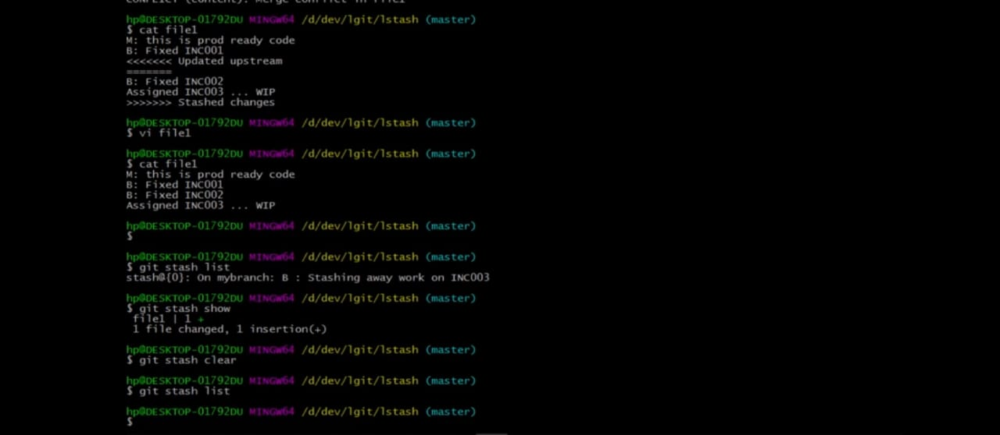 CONFLICT (content): Merge conflict in file1
hp@DESKTOP-01792DU MINGW64 /d/dev/lgit/lstash (master)
$ cat file1
M: this is prod ready code
B: Fixed INC001
<<<<<<< Updated upstream
=======
B: Fixed INC002
Assigned INC003 ... WIP
>>>>>>> Stashed changes
hp@DESKTOP-01792DU MINGW64 /d/dev/lgit/lstash (master)
$ vi file1
hp@DESKTOP-01792DU MINGW64 /d/dev/lgit/lstash (master)
$ cat file1
M: this is prod ready code
B: Fixed INC001
B: Fixed INC002
Assigned INC003 ... WIP
hp@DESKTOP-01792DU MINGW64 /d/dev/lgit/lstash (master)
$
hp@DESKTOP-01792DU MINGW64 /d/dev/lgit/lstash (master)
$ git stash list
stash@{0}: On mybranch: B : Stashing away work on INC003
hp@DESKTOP-01792DU MINGW64 /d/dev/lgit/lstash (master)
$ git stash show
file1 | 1 +
1 file changed, 1 insertion(+)
hp@DESKTOP-01792DU MINGW64 /d/dev/lgit/lstash (master)
$ git stash clear
hp@DESKTOP-01792DU MINGW64 /d/dev/lgit/lstash (master)
$ git stash list
hp@DESKTOP-01792DU MINGW64 /d/dev/lgit/lstash (master)
$